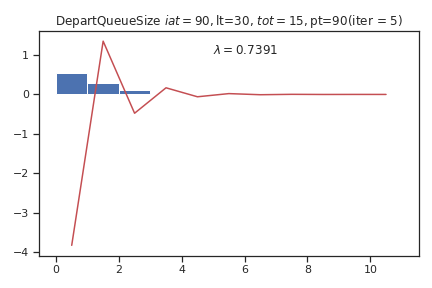 DepartQueueSize iat = 90, lt=30, tot = 15, pt=90(iter = 5)
λ = 0.7391
1
0
−1
−2
−3
−4
0 2 4 6 8 10